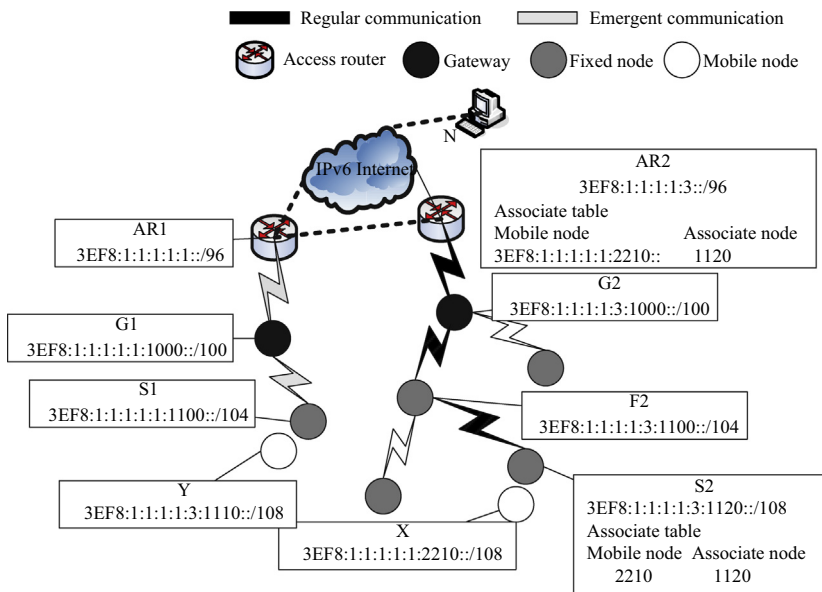 Regular communication
Emergent communication
Access router
Gateway
Fixed node
Mobile node
N
IPv6 Internet
AR2
3EF8:1:1:1:1:3::/96
Associate table
Mobile node Associate node
3EF8:1:1:1:1:1:2210:: 1120
AR1
3EF8:1:1:1:1:1::/96
G2
3EF8:1:1:1:1:3:1000::/100
G1
3EF8:1:1:1:1:1:1000::/100
S1
3EF8:1:1:1:1:1:1100::/104
F2
3EF8:1:1:1:1:3:1100::/104
Y
3EF8:1:1:1:1:3:1110::/108
X
3EF8:1:1:1:1:1:2210::/108
S2
3EF8:1:1:1:1:3:1120::/108
Associate table
Mobile node Associate node
2210 1120